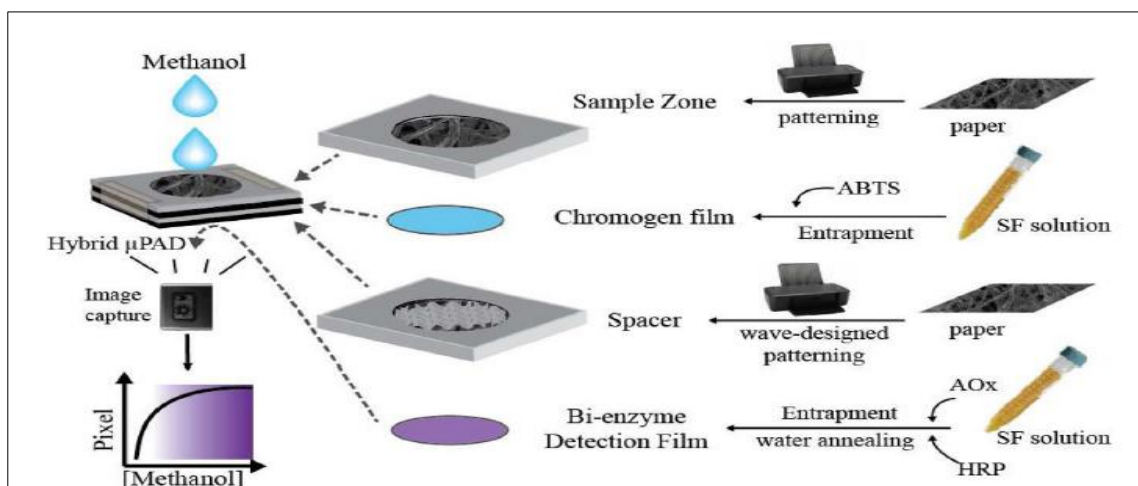 Methanol
Sample Zone
patterning
paper
ABTS
Chromogen film
Entrapment
SF solution
Hybrid µPAD
Image
capture
Spacer
wave-designed
patterning
paper
AOx
Bi-enzyme
Detection Film
Entrapment
water annealing
SF solution
HRP
Pixel
[Methanol]